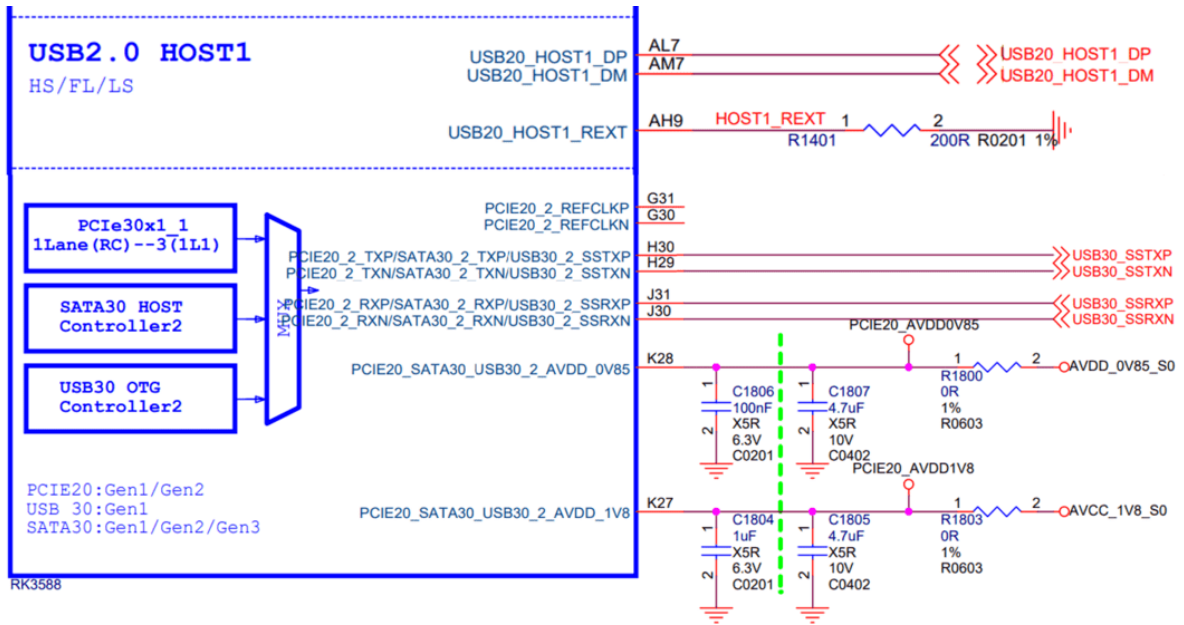 USB2.0 HOST1
HS/FL/LS
USB20_HOST1_DP
USB20_HOST1_DM
USB20_HOST1_REXT
AL7
AM7
AH9
USB20_HOST1_DP
USB20_HOST1_DM
HOST1_REXT
1
2
R1401
200R
R0201
1%
PCIe30x1_1
1Lane(RC)--3(1L1)
SATA30 HOST
Controller2
USB30 OTG
Controller2
MUX
PCIE20_2_REFCLKP
PCIE20_2_REFCLKN
PCIE20_2_TXP/SATA30_2_TXP/USB30_2_SSTXP
PCIE20_2_TXN/SATA30_2_TXN/USB30_2_SSTXN
PCIE20_2_RXP/SATA30_2_RXP/USB30_2_SSRXP
PCIE20_2_RXN/SATA30_2_RXN/USB30_2_SSRXN
G31
G30
H30
H29
J31
J30
USB30_SSTXP
USB30_SSTXN
USB30_SSRXP
USB30_SSRXN
PCIE20_SATA30_USB30_2_AVDD_0V85
K28
PCIE20_AVDD0V85
1
2
AVDD_0V85_S0
R1800
0R
1%
R0603
1
2
C1806
100nF
X5R
6.3V
C0201
1
2
C1807
4.7uF
X5R
10V
C0402
PCIE20_SATA30_USB30_2_AVDD_1V8
K27
PCIE20_AVDD1V8
1
2
AVCC_1V8_S0
R1803
0R
1%
R0603
1
2
C1804
1uF
X5R
6.3V
C0201
1
2
C1805
4.7uF
X5R
10V
C0402
PCIE20:Gen1/Gen2
USB 30:Gen1
SATA30:Gen1/Gen2/Gen3
RK3588